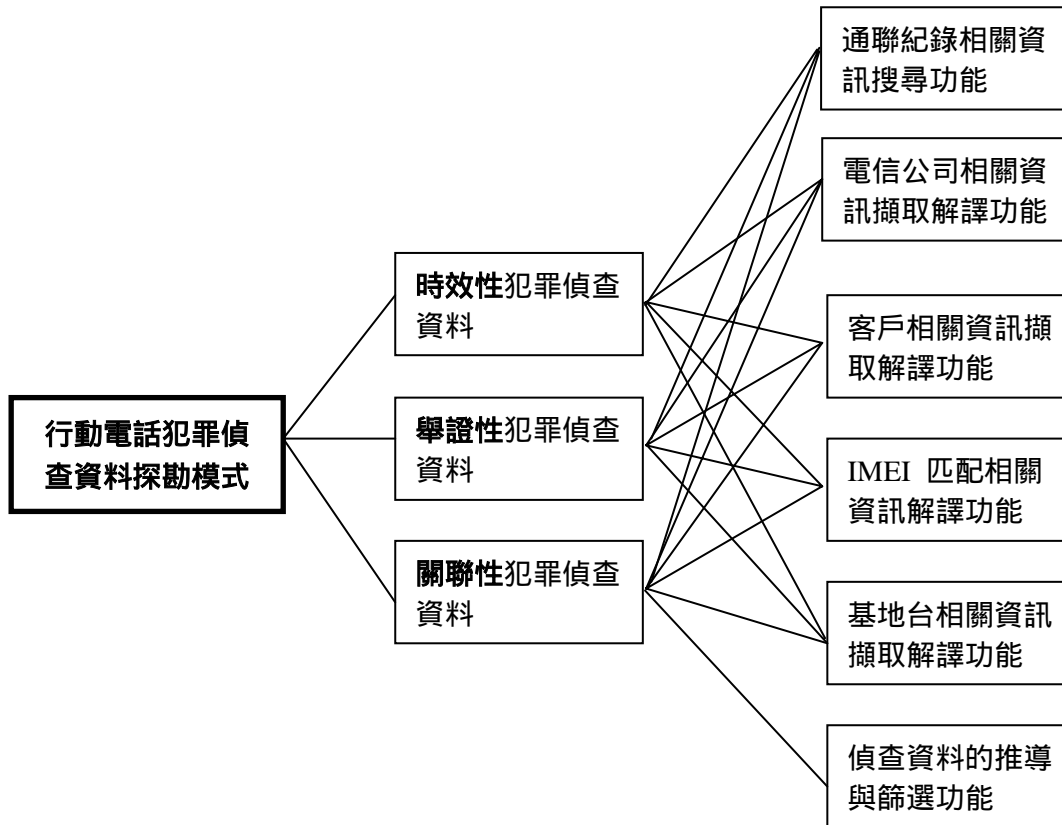 行動電話犯罪偵
查資料探勘模式
時效性犯罪偵查
資料
舉證性犯罪偵查
資料
關聯性犯罪偵查
資料
通聯紀錄相關資
訊搜尋功能
電信公司相關資
訊擷取解譯功能
客戶相關資訊擷
取解譯功能
IMEI 匹配相關
資訊解譯功能
基地台相關資訊
擷取解譯功能
偵查資料的推導
與篩選功能